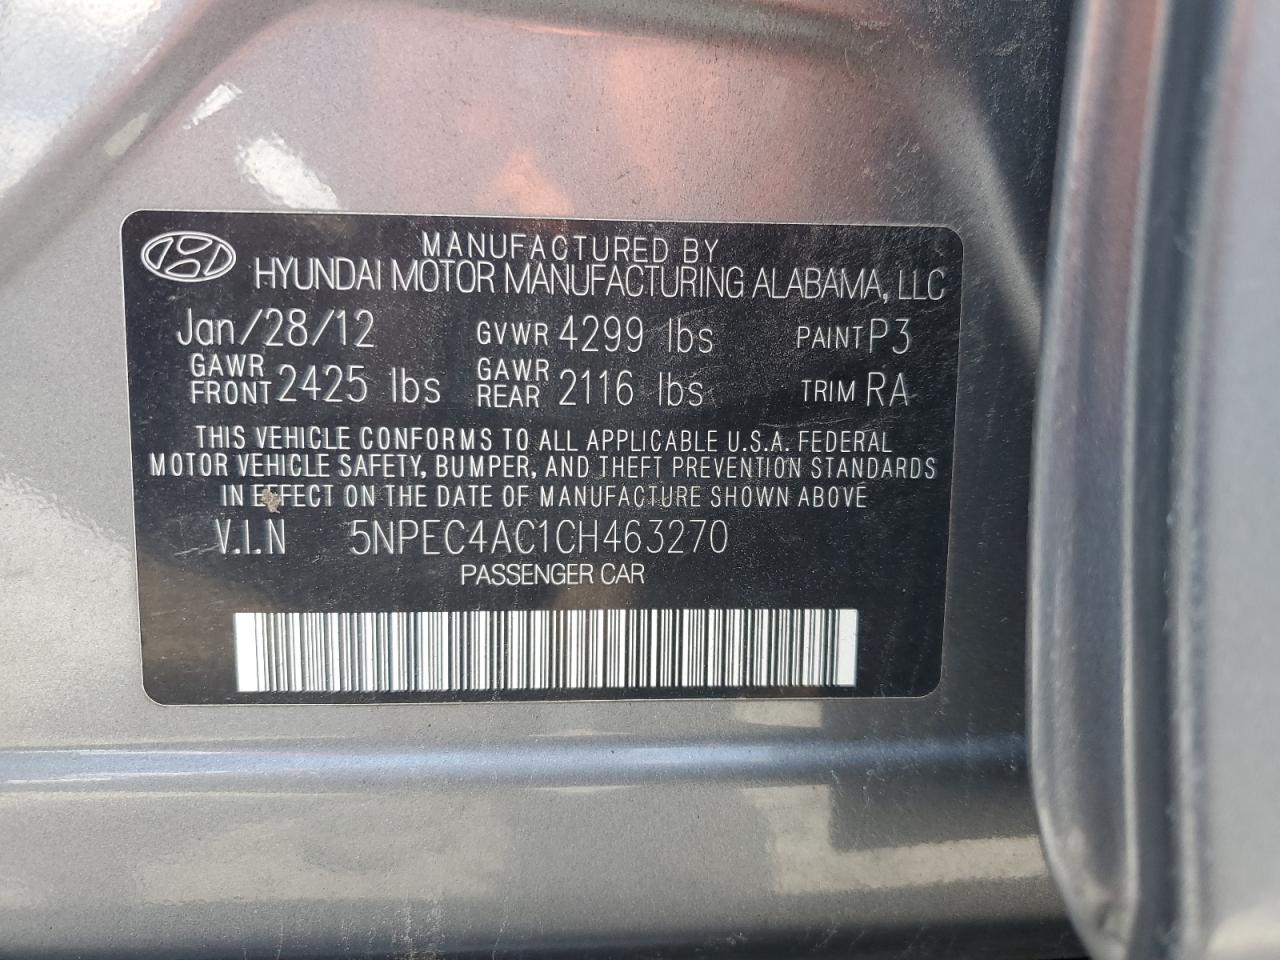 MANUFACTURED BY
HYUNDAI MOTOR MANUFACTURING ALABAMA, LLC
Jan/28/12 GVWR 4299 lbs PAINT P3
GAWR FRONT 2425 lbs GAWR REAR 2116 lbs TRIM RA
THIS VEHICLE CONFORMS TO ALL APPLICABLE U.S.A. FEDERAL
MOTOR VEHICLE SAFETY, BUMPER, AND THEFT PREVENTION STANDARDS
IN EFFECT ON THE DATE OF MANUFACTURE SHOWN ABOVE
V.I.N 5NPEC4AC1CH463270
PASSENGER CAR